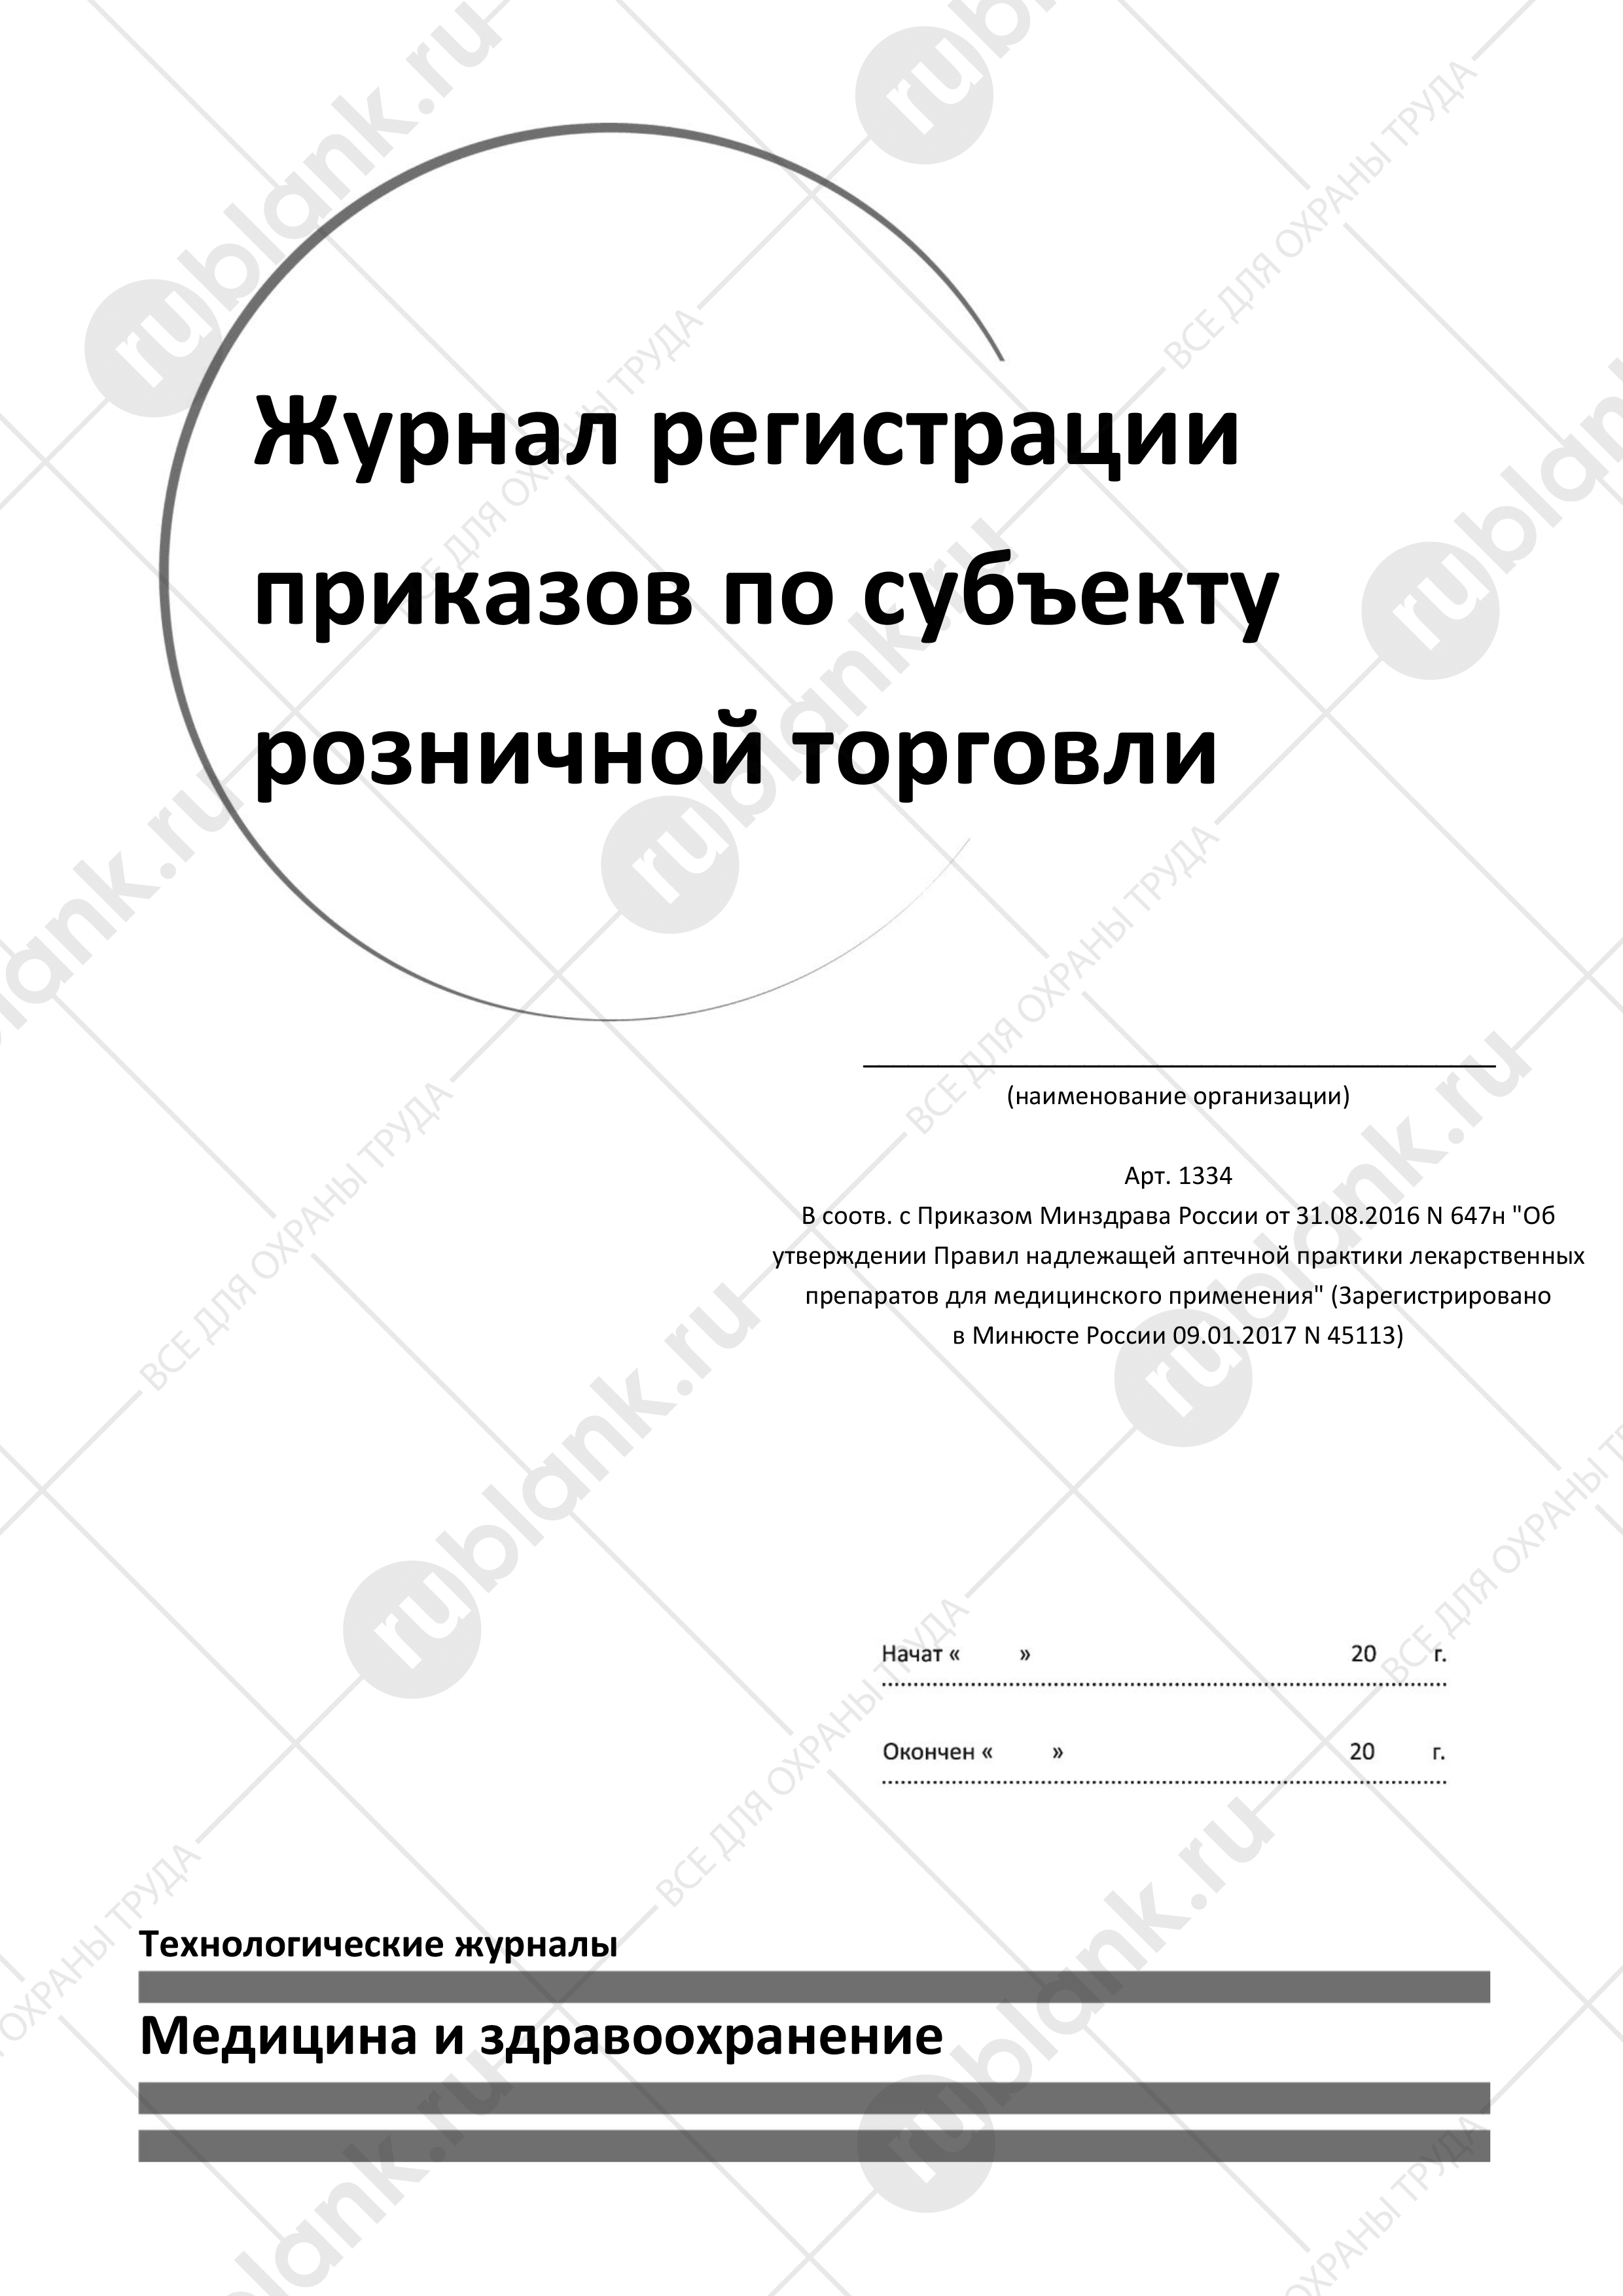 Журнал регистрации
приказов по субъекту
розничной торговли
(наименование организации)
Арт. 1334
В соотв. с Приказом Минздрава России от 31.08.2016 N 647н "Об
утверждении Правил надлежащей аптечной практики лекарственных
препаратов для медицинского применения" (Зарегистрировано
в Минюсте России 09.01.2017 N 45113)
Начат « » 20 г.
Окончен « » 20 г.
Технологические журналы
Медицина и здравоохранение
rublank.ru
ВСЕ ДЛЯ ОХРАНЫ ТРУДА